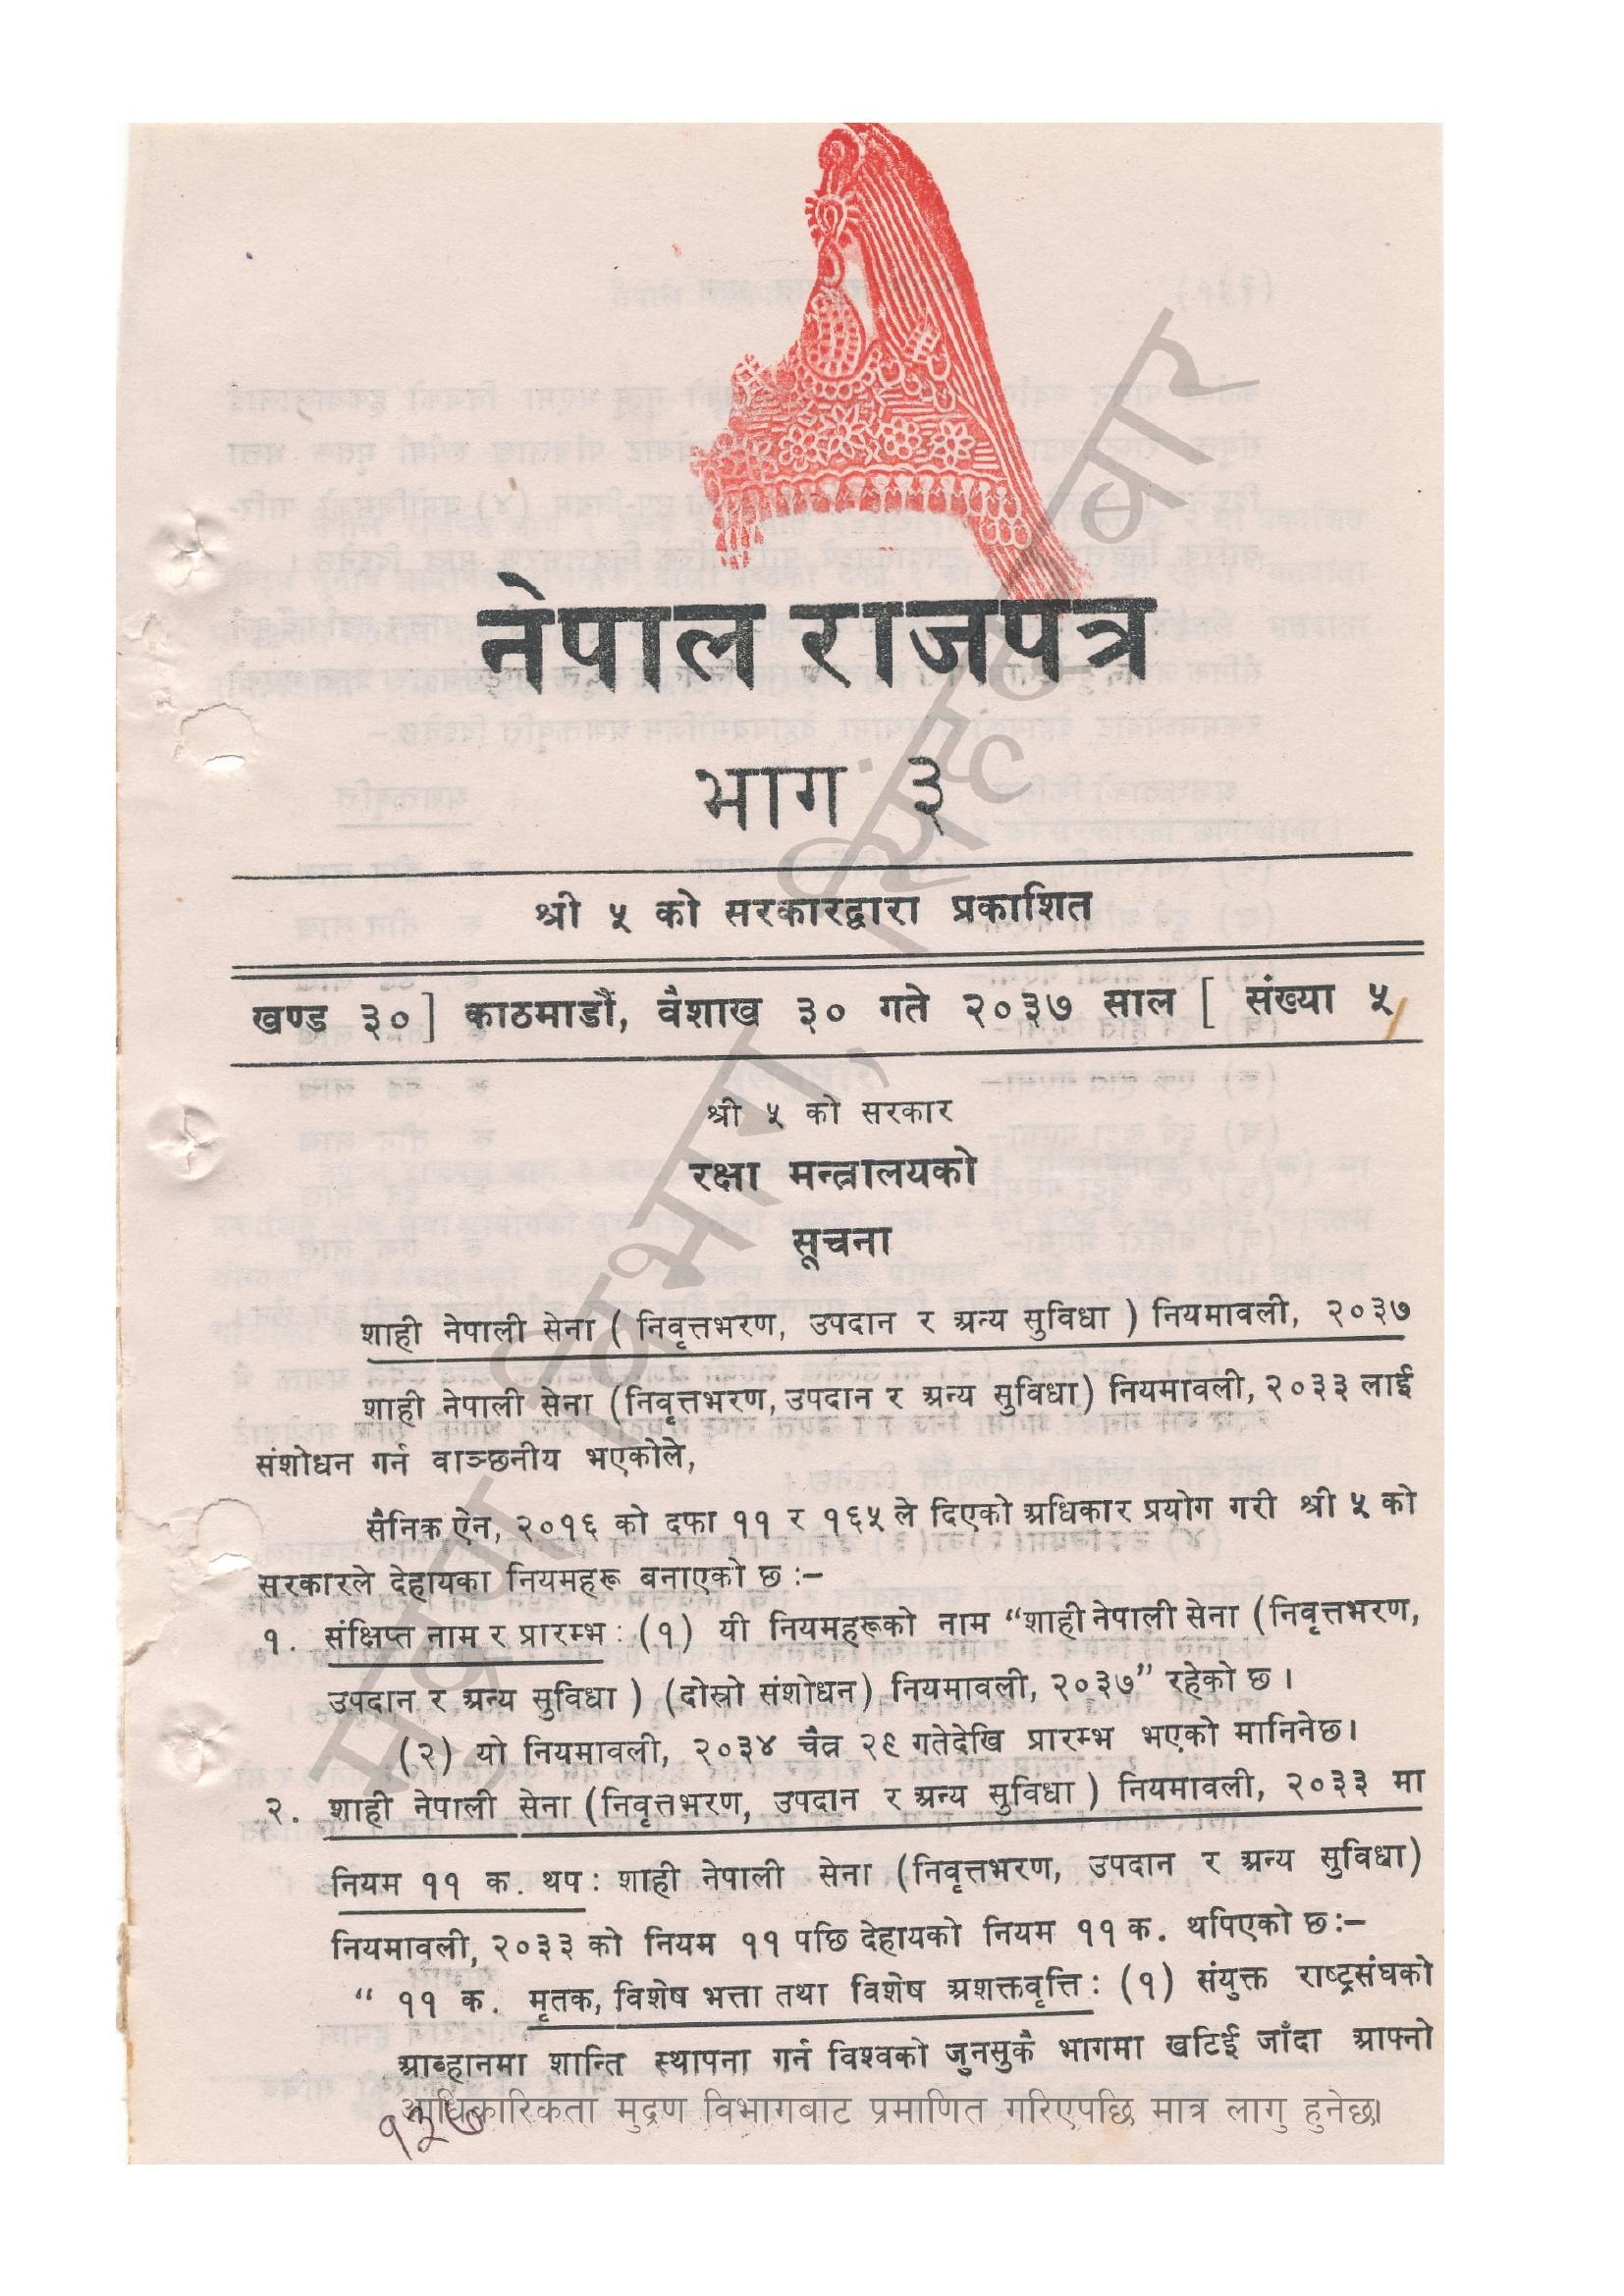 नेपाल राजपत्र
भाग ३
श्री ५ को सरकारद्वारा प्रकाशित
खण्ड ३०] काठमाडौं, वैशाख ३० गते २०३७ साल [ संख्या ५
श्री ५ को सरकार
रक्षा मन्त्रालयको
सूचना
शाही नेपाली सेना ( निवृत्तभरण, उपदान र अन्य सुविधा ) नियमावली, २०३७
शाही नेपाली सेना (निवृत्तभरण, उपदान र अन्य सुविधा) नियमावली, २०३३ लाई
संशोधन गर्न वाञ्छनीय भएकोले,
सैनिक ऐन, २०१६ को दफा ११ र १६५ ले दिएको अधिकार प्रयोग गरी श्री ५ को
सरकारले देहायका नियमहरू बनाएको छ :–
१. संक्षिप्त नाम र प्रारम्भ : (१) यी नियमहरूको नाम “शाही नेपाली सेना (निवृत्तभरण,
उपदान र अन्य सुविधा ) (दोस्रो संशोधन) नियमावली, २०३७” रहेको छ ।
(२) यो नियमावली, २०३४ चैत्र २९ गतेदेखि प्रारम्भ भएको मानिनेछ।
२. शाही नेपाली सेना (निवृत्तभरण, उपदान र अन्य सुविधा ) नियमावली, २०३३ मा
नियम ११ क. थप : शाही नेपाली सेना (निवृत्तभरण, उपदान र अन्य सुविधा)
नियमावली, २०३३ को नियम ११ पछि देहायको नियम ११ क. थपिएको छ :–
“ ११ क. मृतक, विशेष भत्ता तथा विशेष अशक्तवृत्ति : (१) संयुक्त राष्ट्रसंघको
आव्हानमा शान्ति स्थापना गर्न विश्वको जुनसुकै भागमा खटिई जाँदा आफ्नो
आधिकारिकता मुद्रण विभागबाट प्रमाणित गरिएपछि मात्र लागु हुनेछ।
१३७
मुद्रण विभाग, सिंहदरबार